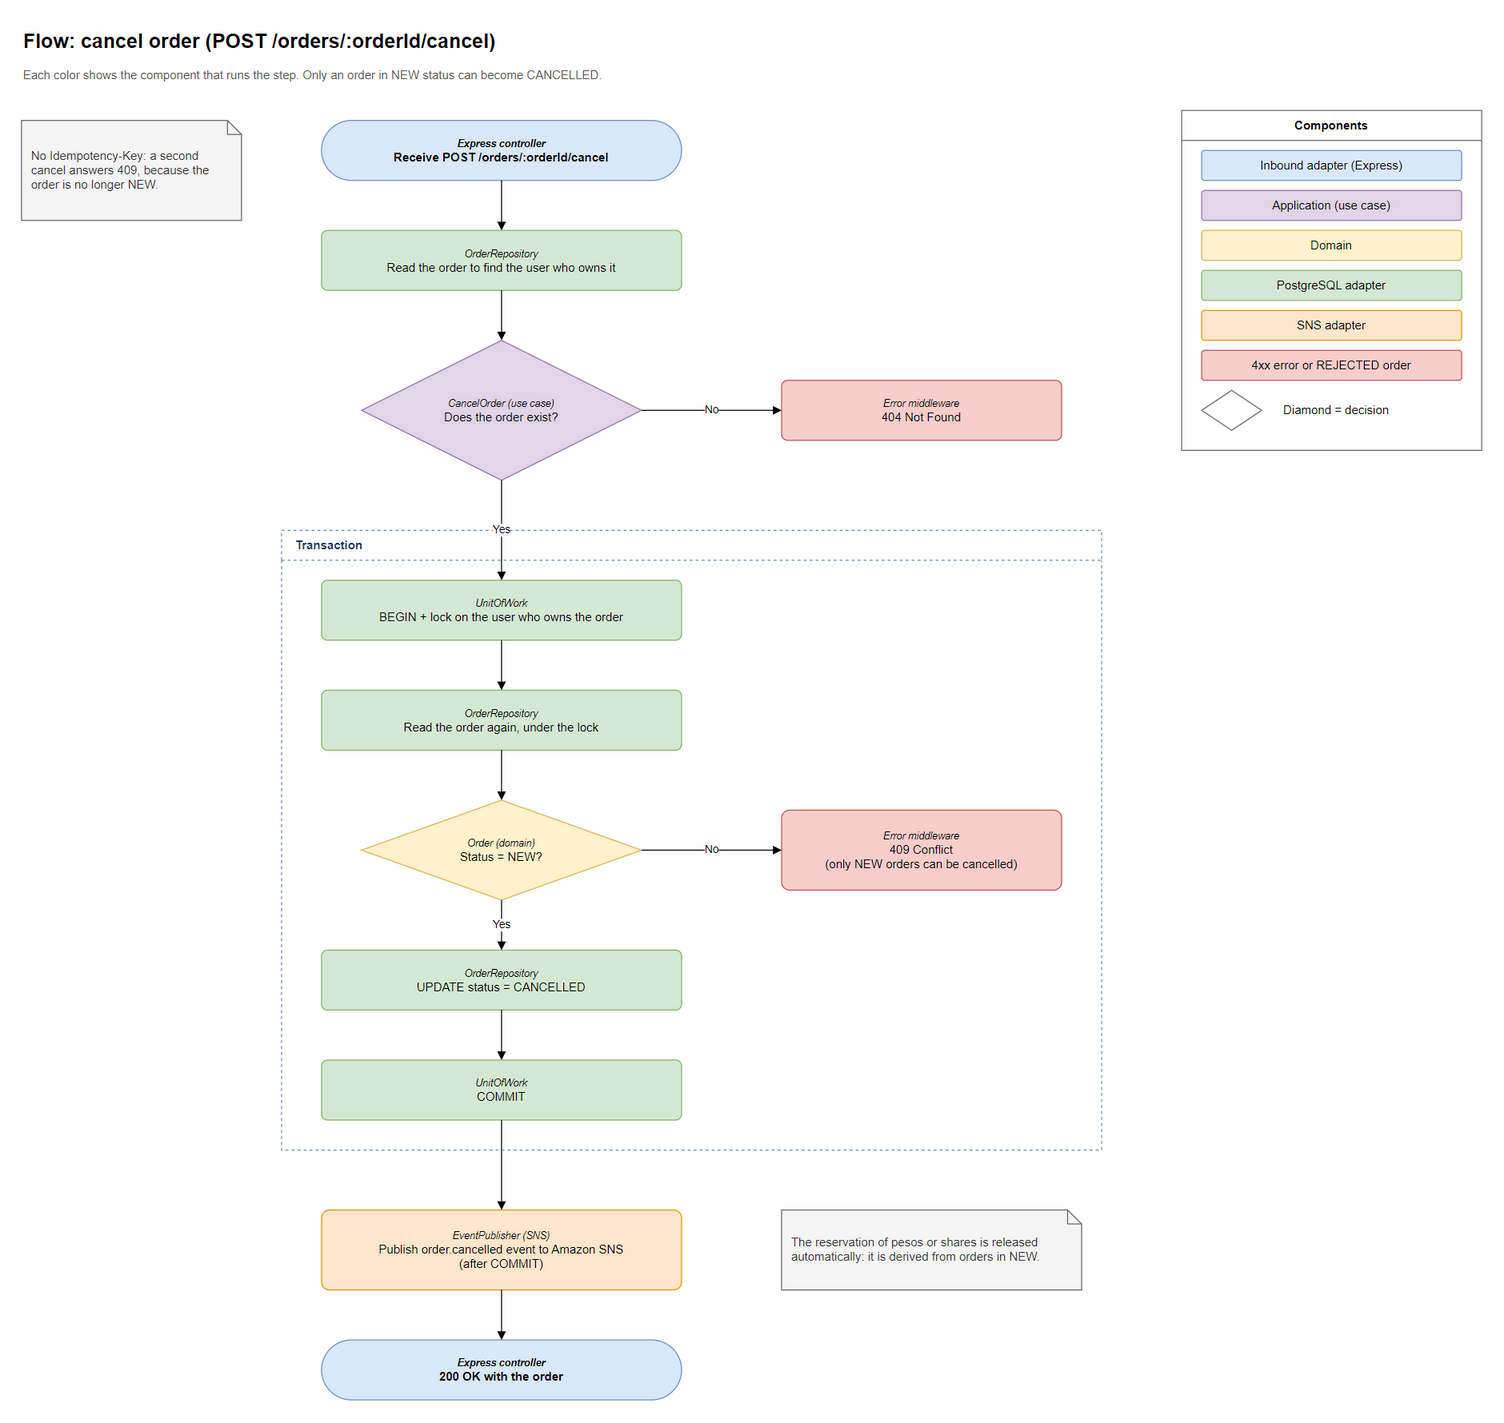 Flow: cancel order (POST /orders/:orderId/cancel)
Each color shows the component that runs the step. Only an order in NEW status can become CANCELLED.
No Idempotency-Key: a second
cancel answers 409, because the
order is no longer NEW.
Express controller
Receive POST /orders/:orderId/cancel
OrderRepository
Read the order to find the user who owns it
CancelOrder (use case)
Does the order exist?
No
Error middleware
404 Not Found
Components
Inbound adapter (Express)
Application (use case)
Domain
PostgreSQL adapter
SNS adapter
4xx error or REJECTED order
Diamond = decision
Yes
Transaction
UnitOfWork
BEGIN + lock on the user who owns the order
OrderRepository
Read the order again, under the lock
Order (domain)
Status = NEW?
No
Error middleware
409 Conflict
(only NEW orders can be cancelled)
Yes
OrderRepository
UPDATE status = CANCELLED
UnitOfWork
COMMIT
EventPublisher (SNS)
Publish order.cancelled event to Amazon SNS
(after COMMIT)
The reservation of pesos or shares is released
automatically: it is derived from orders in NEW.
Express controller
200 OK with the order